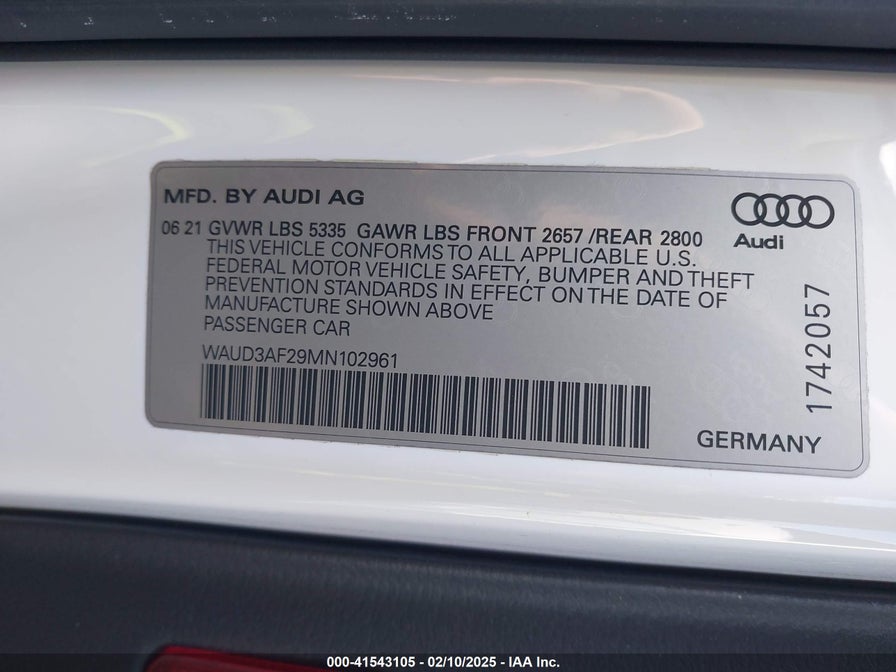 MFD. BY AUDI AG
06 21 GVWR LBS 5335 GAWR LBS FRONT 2657 /REAR 2800
THIS VEHICLE CONFORMS TO ALL APPLICABLE U.S.
FEDERAL MOTOR VEHICLE SAFETY, BUMPER AND THEFT
PREVENTION STANDARDS IN EFFECT ON THE DATE OF
MANUFACTURE SHOWN ABOVE
PASSENGER CAR
WAUD3AF29MN102961
Audi
1742057
GERMANY
000-41543105 - 02/10/2025 - IAA Inc.